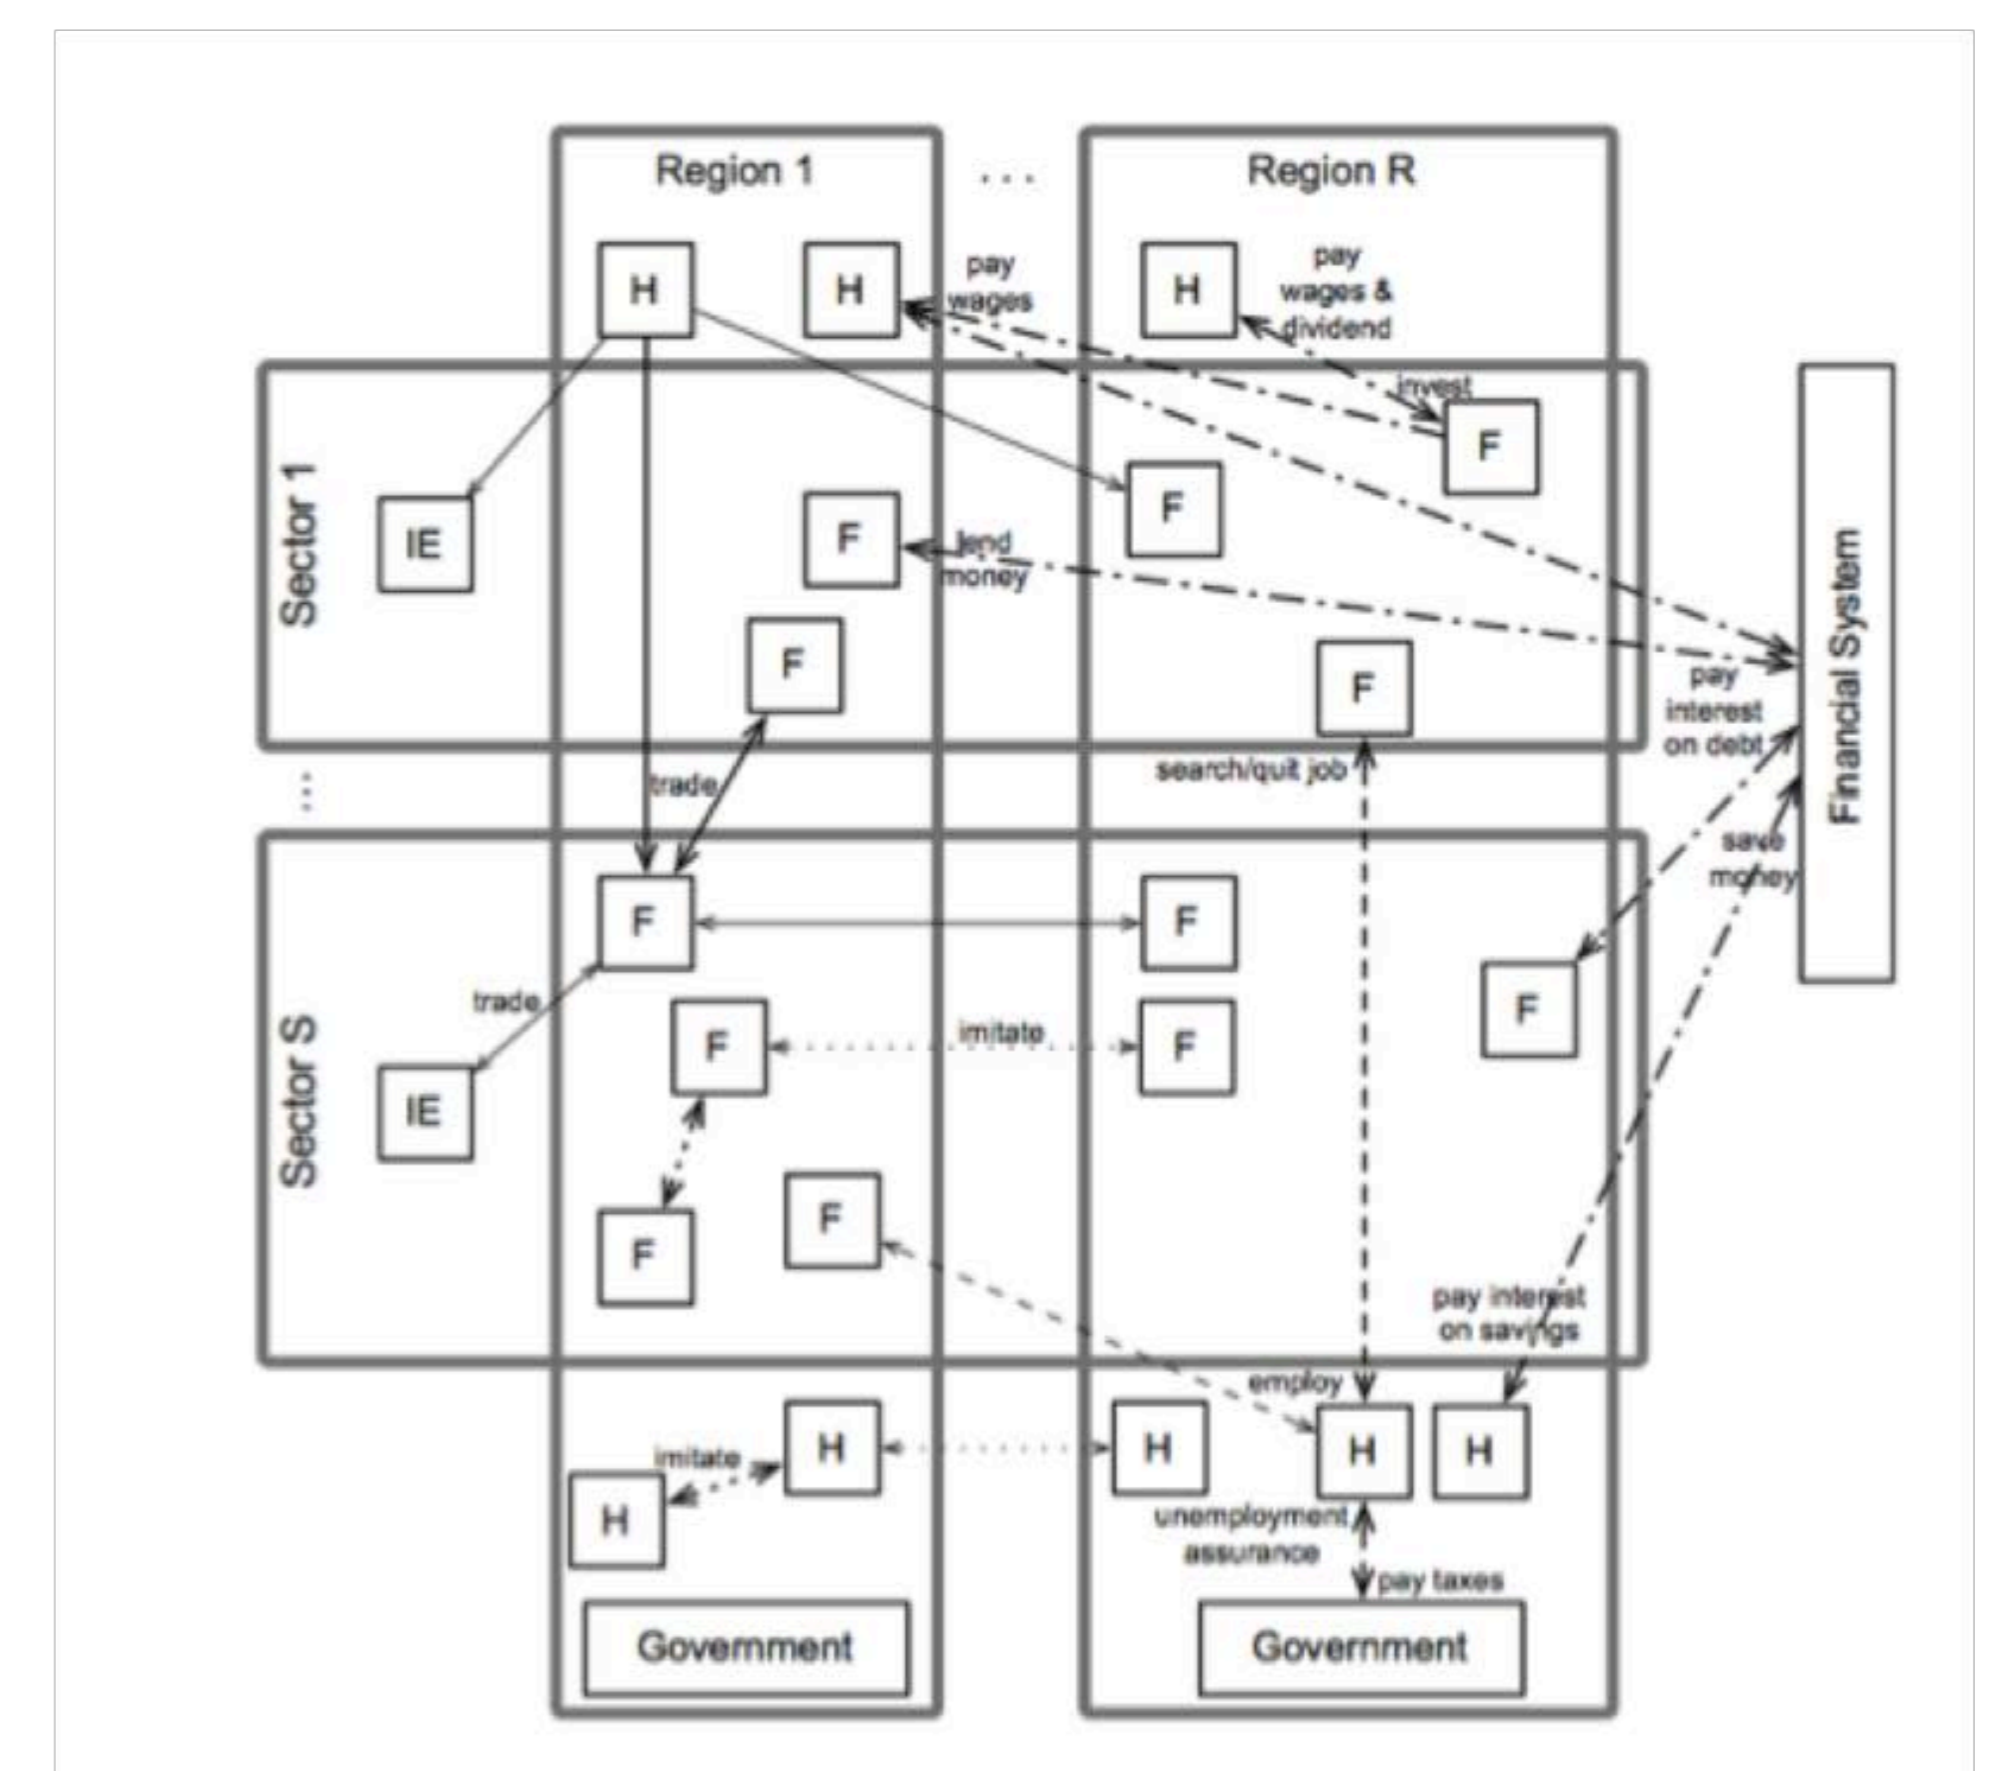 Region 1
. . .
Region R
H
H
pay
wages
H
pay
wages &
dividend
invest
F
Sector 1
IE
F
F
lend
money
F
F
Financial System
pay
interest
on debt
trade
search/quit job
...
save
money
F
F
Sector S
trade
F
imitate
F
F
IE
F
F
pay interest
on savings
employ
H
H
H
H
imitate
H
unemployment
assurance
pay taxes
Government
Government